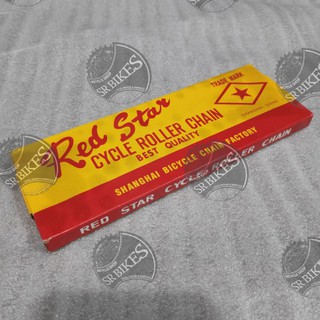 Red Star
TRADE MARK
CYCLE ROLLER CHAIN
BEST QUALITY
SHANGHAI BICYCLE CHAIN FACTORY
RED STAR CYCLE ROLLER CHAIN
SR BIKES